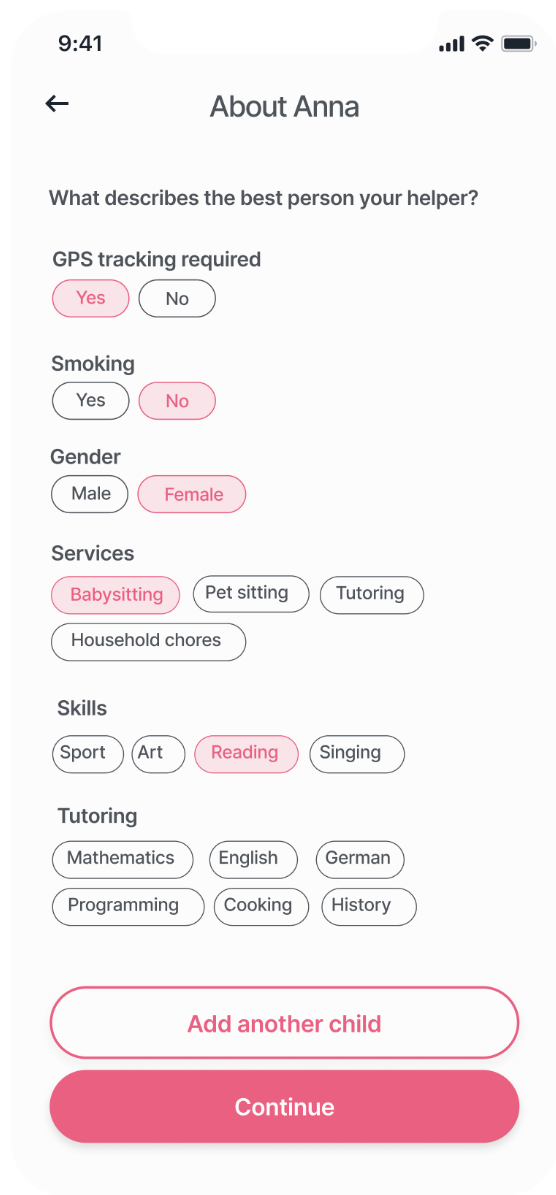 9:41
About Anna
What describes the best person your helper?
GPS tracking required
Yes No
Smoking
Yes No
Gender
Male Female
Services
Babysitting Pet sitting Tutoring
Household chores
Skills
Sport Art Reading Singing
Tutoring
Mathematics English German
Programming Cooking History
Add another child
Continue